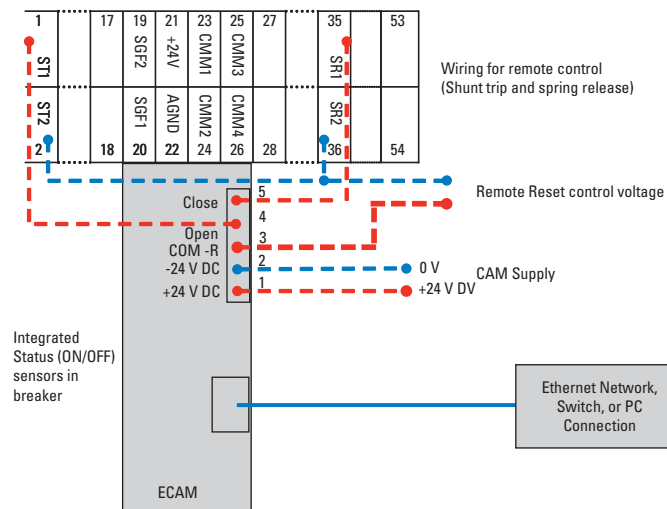 1 17 19 21 23 25 27 35 53
ST1 SGF2 +24V CMM1 CMM3 SR1
Wiring for remote control
(Shunt trip and spring release)
ST2 SGF1 AGND CMM2 CMM4 SR2
2 18 20 22 24 26 28 36 54
Remote Reset control voltage
Close 5
4
Open
COM -R 3
-24 V DC 2 0 V
CAM Supply
+24 V DC 1 +24 V DV
Integrated
Status (ON/OFF)
sensors in
breaker
Ethernet Network,
Switch, or PC
Connection
ECAM